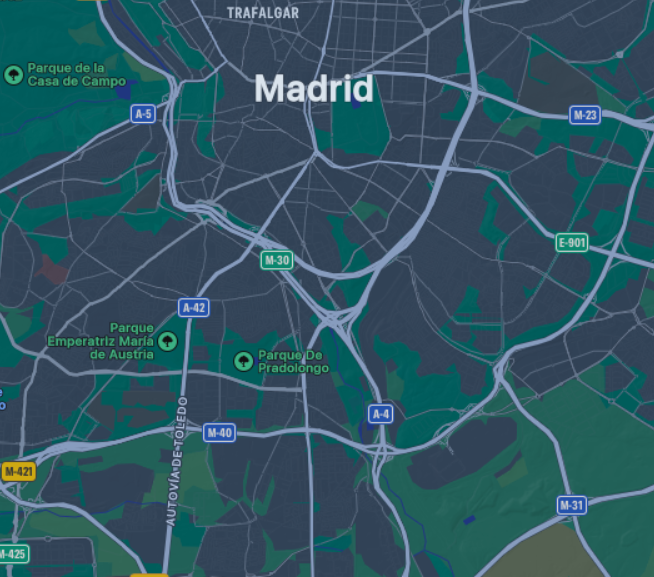 TRAFALGAR
Parque de la
Casa de Campo
Madrid
A-5
M-23
E-901
M-30
A-42
Parque
Emperatriz María
de Austria
Parque De
Pradolongo
A-4
AUTOVÍA DE TOLEDO
M-40
M-421
M-31
M-425